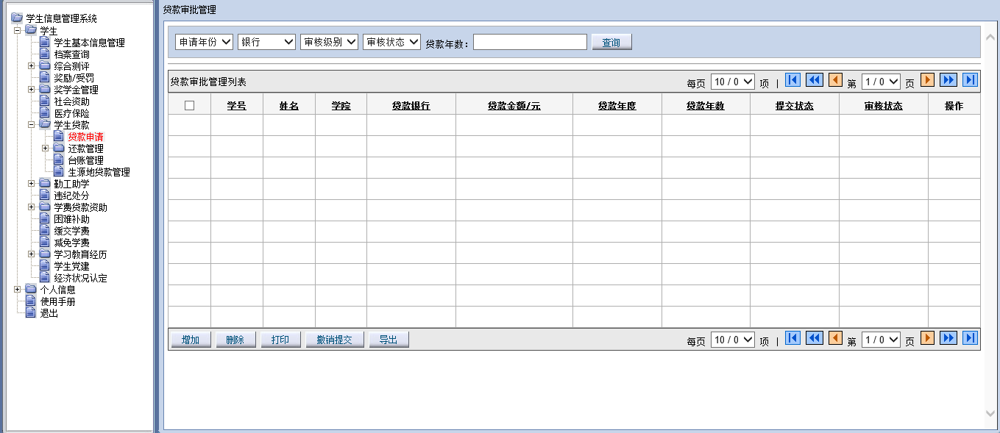 学生信息管理系统
学生
学生基本信息管理
档案查询
综合测评
奖励/受罚
奖学金管理
社会资助
医疗保险
学生贷款
贷款申请
还款管理
台账管理
生源地贷款管理
勤工助学
违纪处分
学费贷款资助
困难补助
缓交学费
减免学费
学习教育经历
学生党建
经济状况认定
个人信息
使用手册
退出
贷款审批管理
申请年份 银行 审核级别 审核状态 贷款年数： 查询
贷款审批管理列表 每页 10 / 0 项 | 第 1 / 0 页
学号 姓名 学院 贷款银行 贷款金额/元 贷款年度 贷款年数 提交状态 审核状态 操作
增加 删除 打印 撤销提交 导出 每页 10 / 0 项 | 第 1 / 0 页